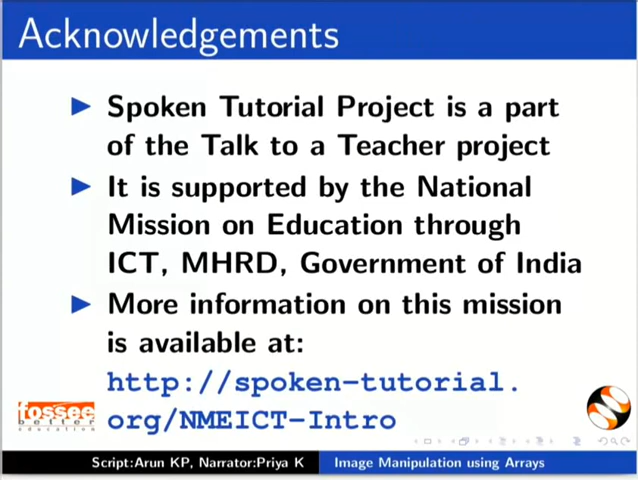 Acknowledgements
Spoken Tutorial Project is a part
of the Talk to a Teacher project
It is supported by the National
Mission on Education through
ICT, MHRD, Government of India
More information on this mission
is available at:
http://spoken-tutorial.
org/NMEICT-Intro
fossee
better
education
Script:Arun KP, Narrator:Priya K
Image Manipulation using Arrays